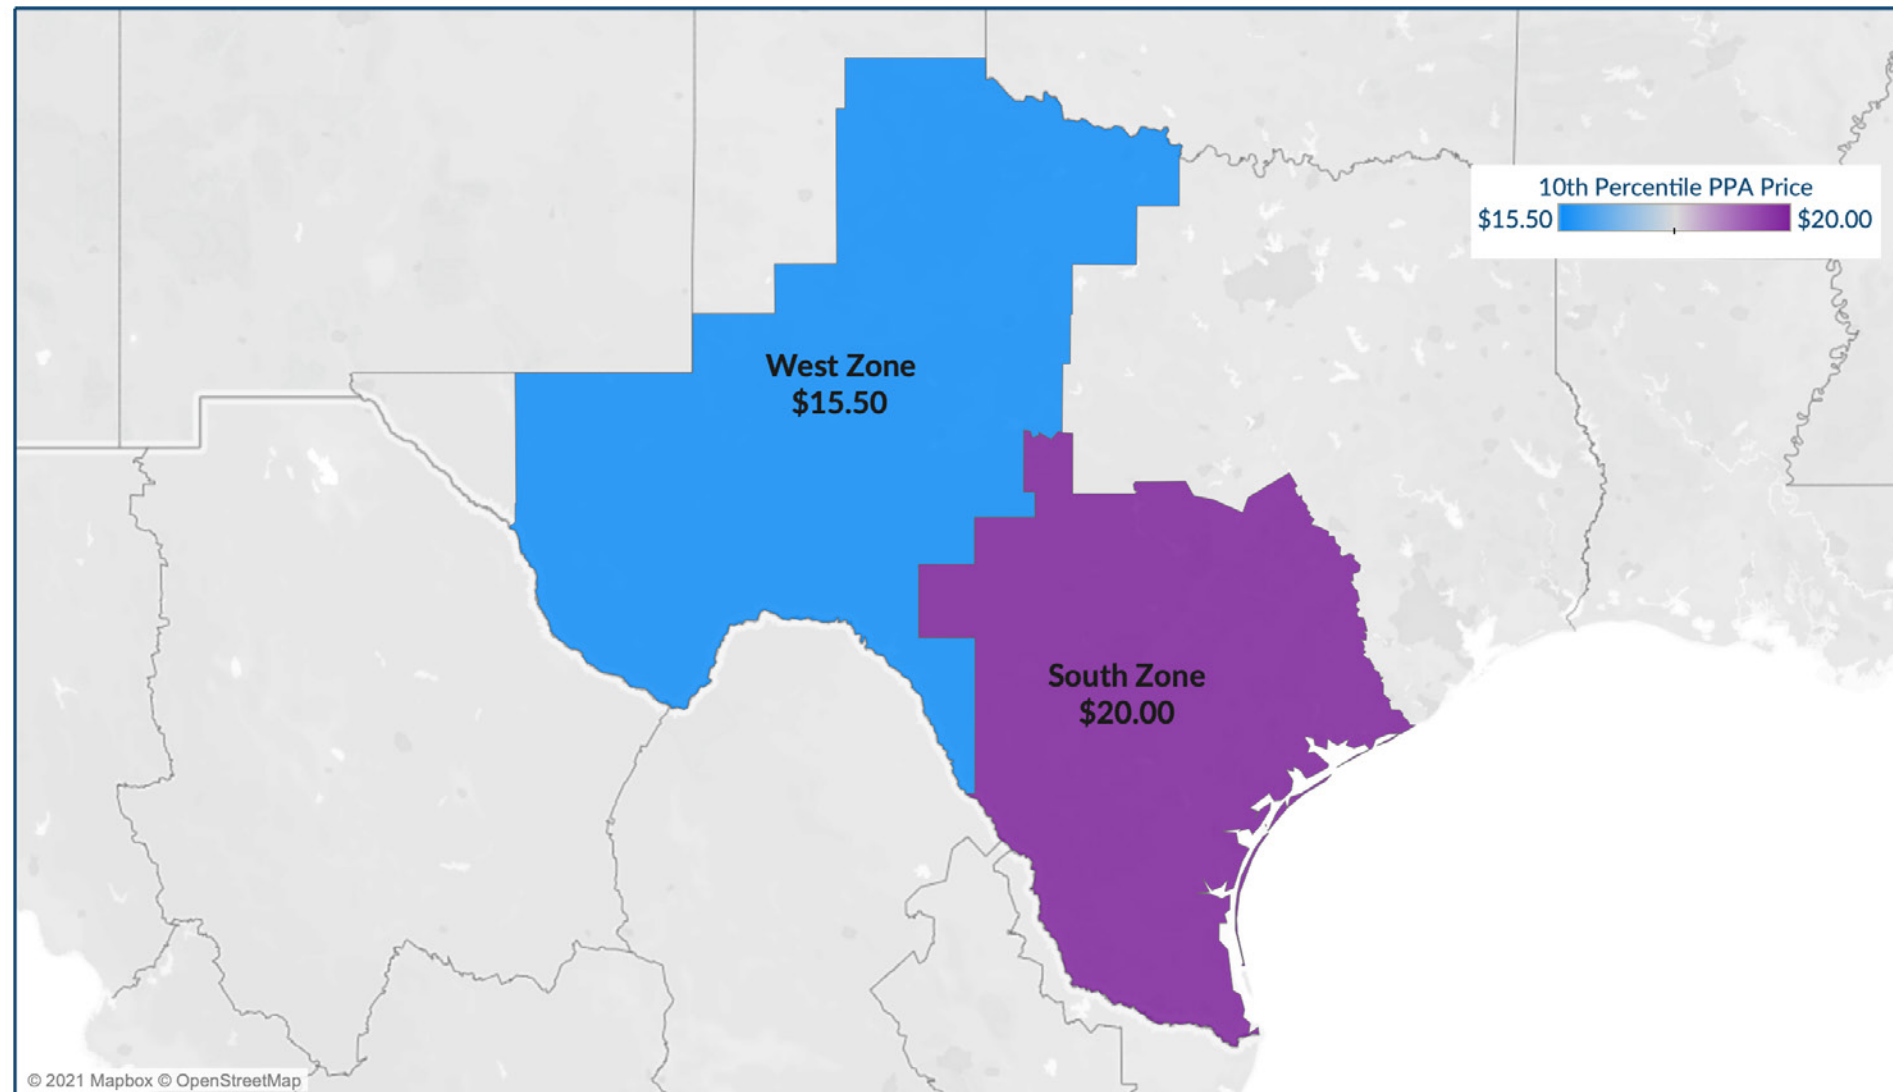 10th Percentile PPA Price
$15.50 $20.00
West Zone
$15.50
South Zone
$20.00
© 2021 Mapbox © OpenStreetMap